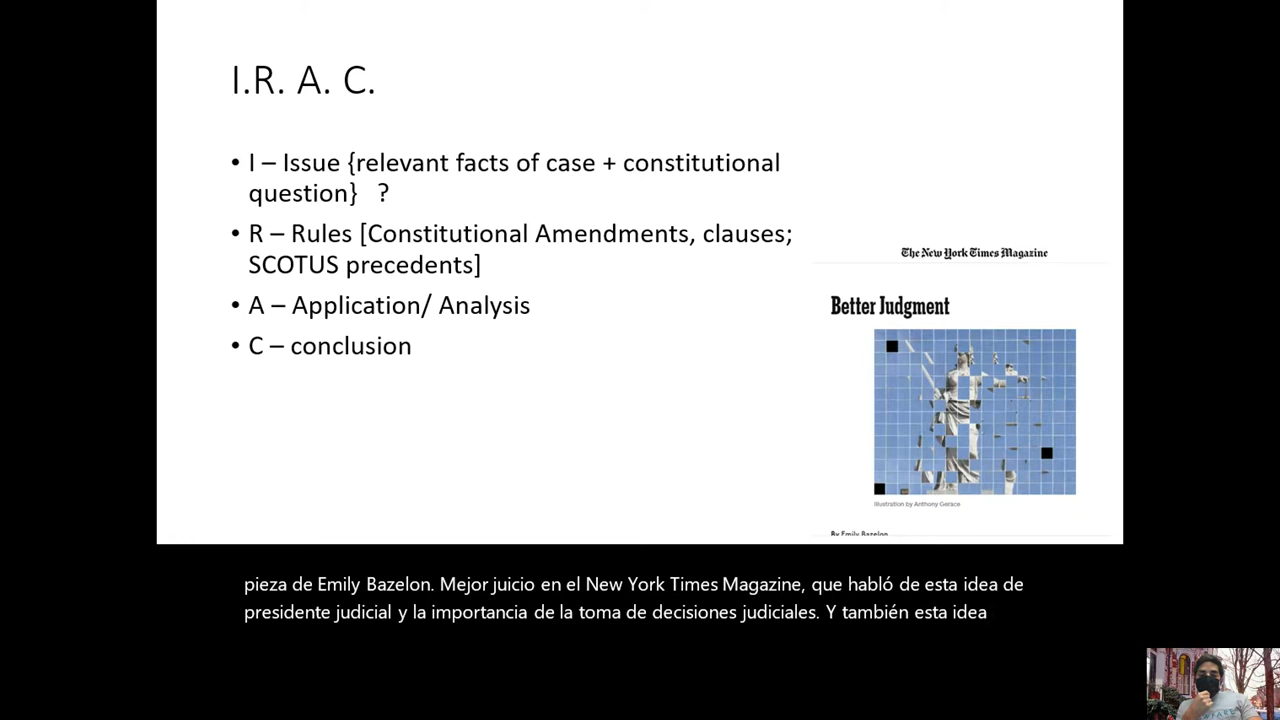 I.R. A. C.
• I – Issue {relevant facts of case + constitutional
question} ?
• R – Rules [Constitutional Amendments, clauses;
SCOTUS precedents]
• A – Application/ Analysis
• C – conclusion
The New York Times Magazine
Better Judgment
Illustration by Anthony Gerace
By Emily Bazelon
pieza de Emily Bazelon. Mejor juicio en el New York Times Magazine, que habló de esta idea de
presidente judicial y la importancia de la toma de decisiones judiciales. Y también esta idea